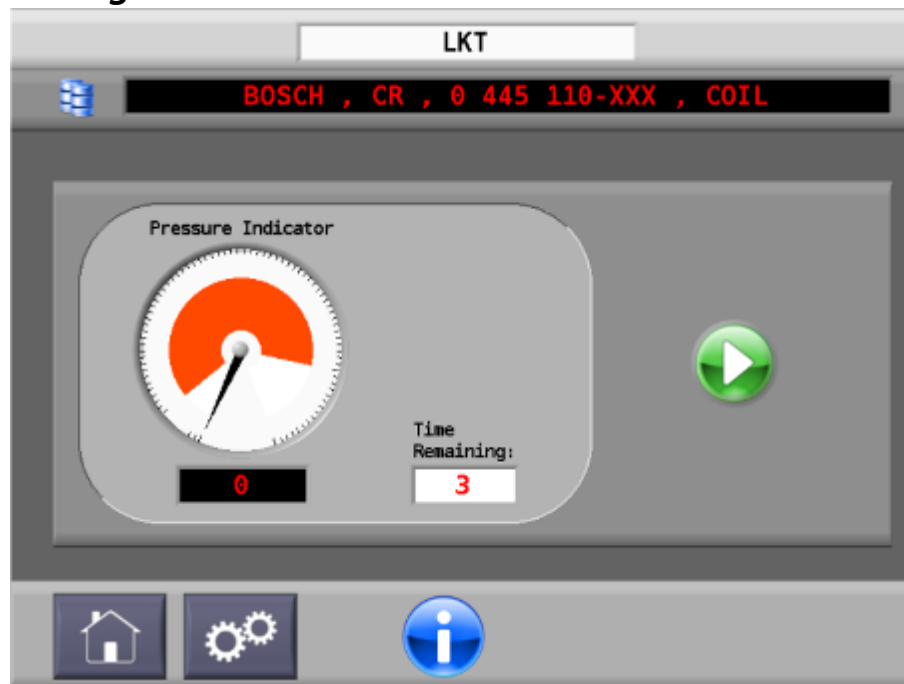 LKT
BOSCH , CR , 0 445 110-XXX , COIL
Pressure Indicator
Time
Remaining:
0
3